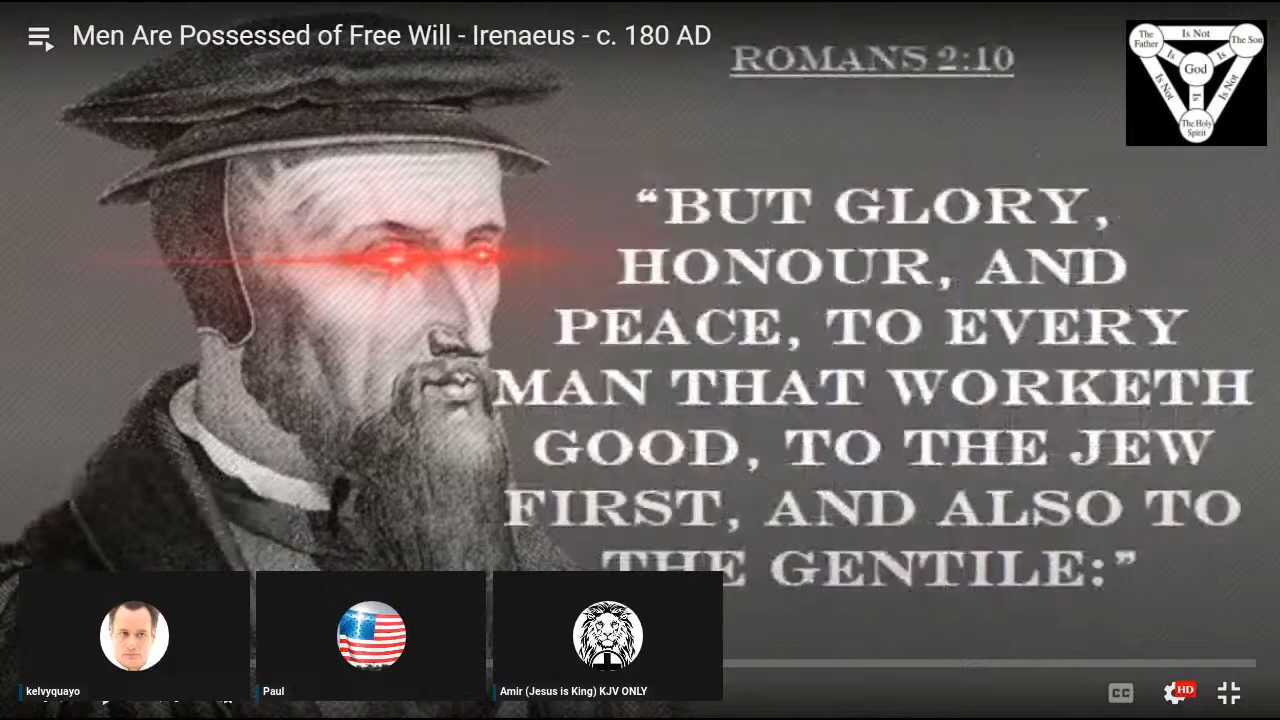 Men Are Possessed of Free Will - Irenaeus - c. 180 AD
ROMANS 2:10
The Father
Is Not
The Son
Is
Is
God
Is Not
Is
Is Not
The Holy Spirit
“BUT GLORY,
HONOUR, AND
PEACE, TO EVERY
MAN THAT WORKETH
GOOD, TO THE JEW
FIRST, AND ALSO TO
THE GENTILE:”
kelvyquayo
Paul
Amir (Jesus is King) KJV ONLY
CC
HD